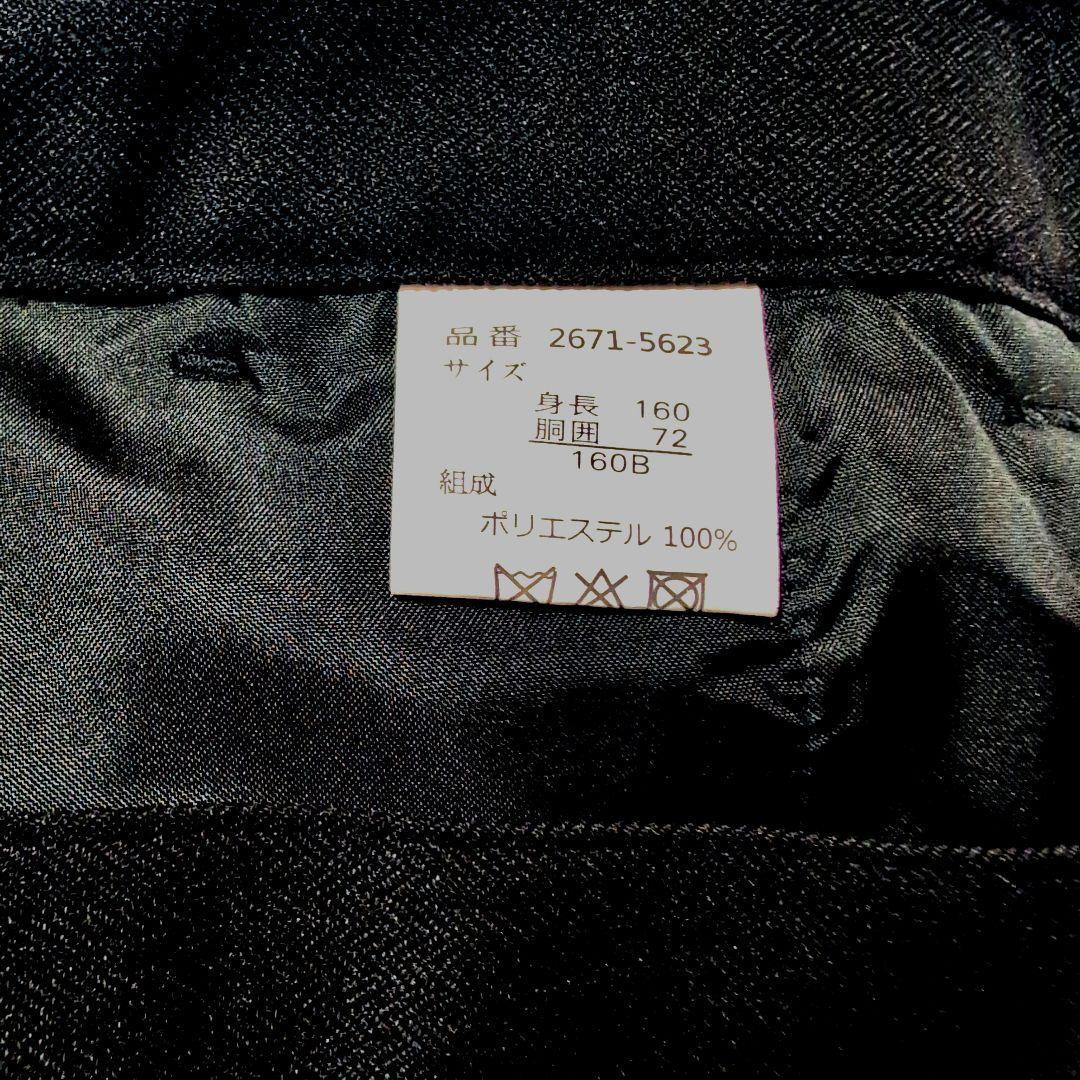 品番 2671-5623
サイズ
身長 160
胴囲 72
160B
組成
ポリエステル 100%